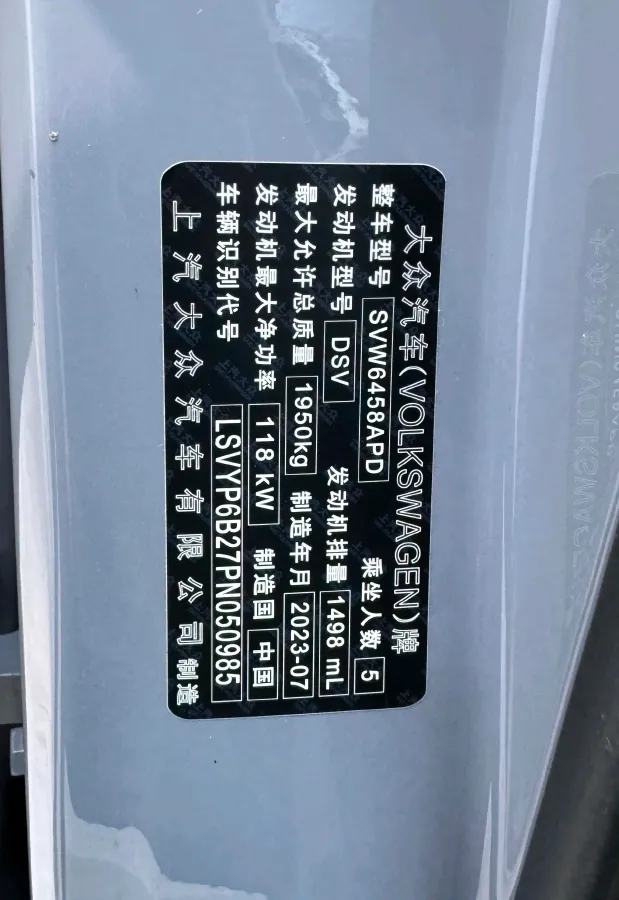 大众汽车(VOLKSWAGEN)牌
整车型号 SVW6458APD 乘坐人数 5
发动机型号 DSV 发动机排量 1498 mL
最大允许总质量 1950kg 制造年月 2023-07
发动机最大净功率 118 kW 制造国 中国
车辆识别代号 LSVYP6B27PN050985
上汽大众汽车有限公司制造